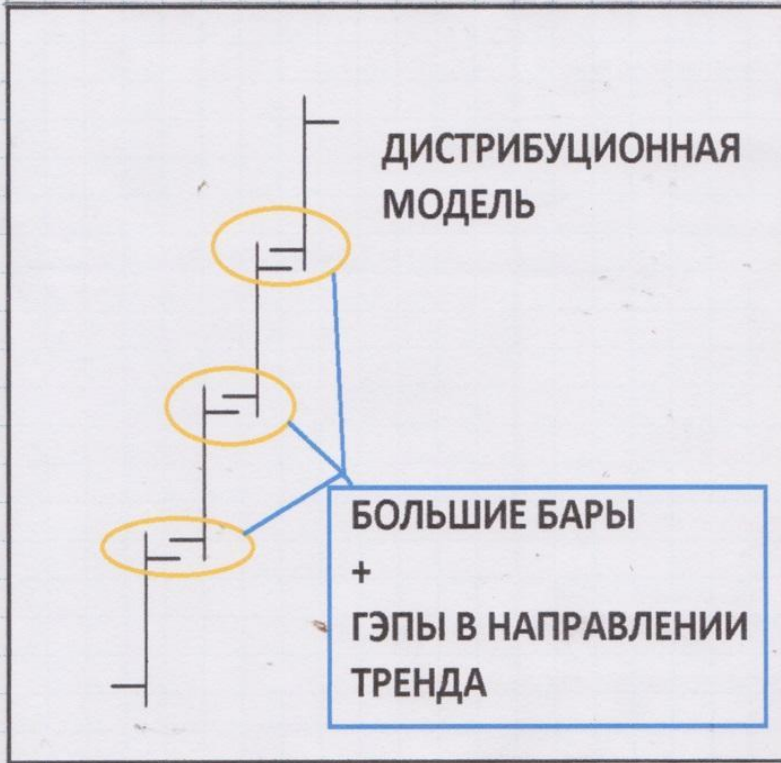 ДИСТРИБУЦИОННАЯ
МОДЕЛЬ
БОЛЬШИЕ БАРЫ
+
ГЭПЫ В НАПРАВЛЕНИИ
ТРЕНДА